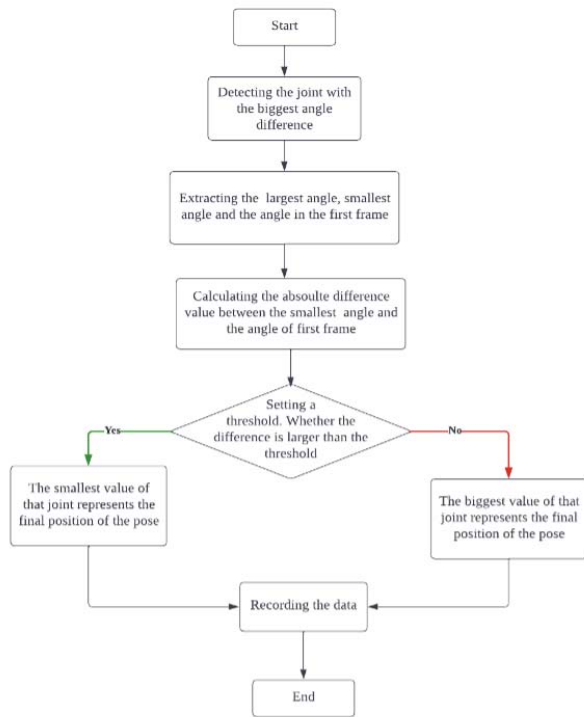 Start
Detecting the joint with
the biggest angle
difference
Extracting the largest angle, smallest
angle and the angle in the first frame
Calculating the absoulte difference
value between the smallest angle and
the angle of first frame
Setting a
threshold. Whether the
difference is larger than the
threshold
Yes
No
The smallest value of
that joint represents the
final position of the pose
The biggest value of that
joint represents the final
position of the pose
Recording the data
End